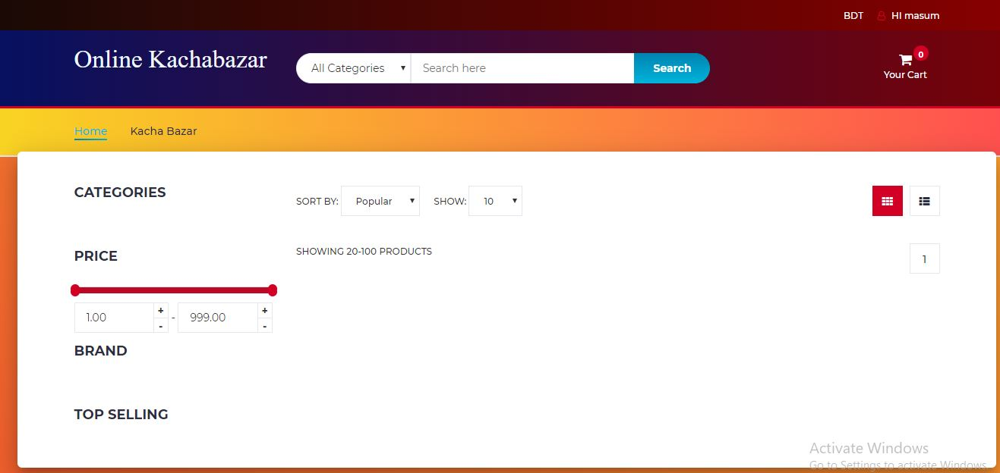 BDT HI masum
Online Kachabazar
All Categories Search here Search
0
Your Cart
Home Kacha Bazar
CATEGORIES
SORT BY: Popular SHOW: 10
PRICE
SHOWING 20-100 PRODUCTS 1
1.00 + - - 999.00 + -
BRAND
TOP SELLING
Activate Windows
Go to Settings to activate Windows.